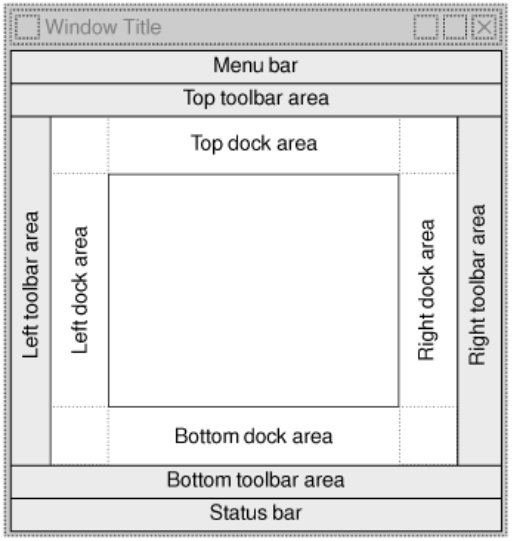 Window Title
Menu bar
Top toolbar area
Top dock area
Left toolbar area
Left dock area
Right dock area
Right toolbar area
Bottom dock area
Bottom toolbar area
Status bar